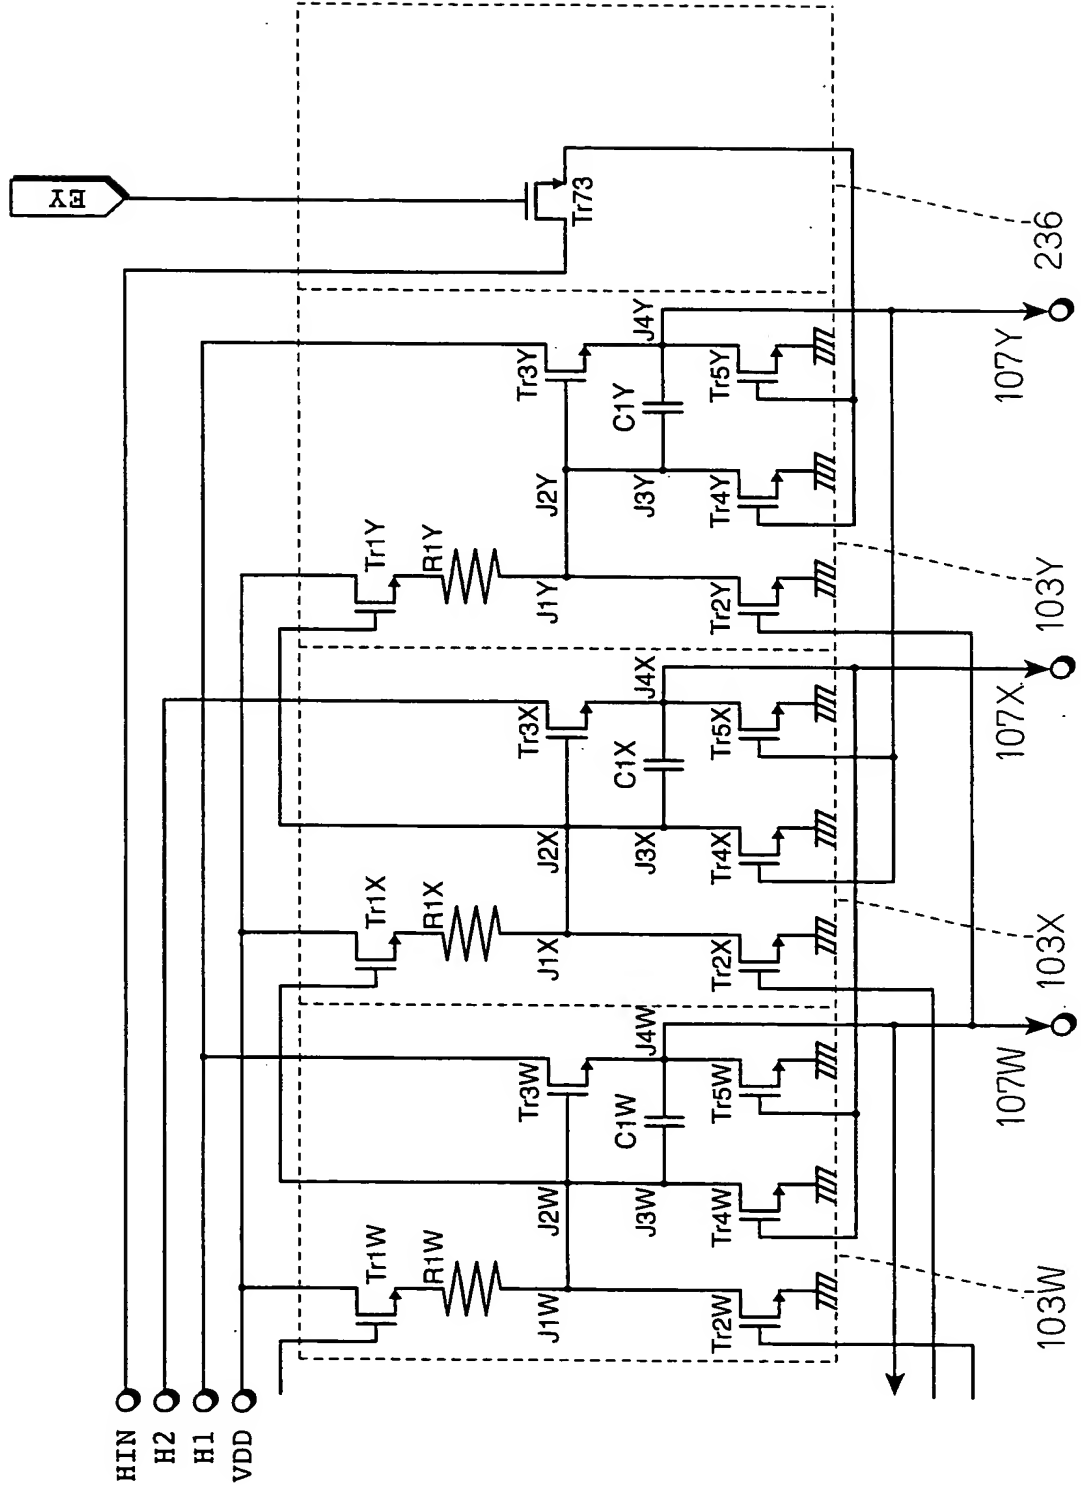 HIN
H2
H1
VDD
EY
Tr73
236
Tr1W
R1W
J1W
J2W
J3W
J4W
Tr3W
C1W
Tr2W
Tr4W
Tr5W
103W
107W
Tr1X
R1X
J1X
J2X
J3X
J4X
Tr3X
C1X
Tr2X
Tr4X
Tr5X
103X
107X
Tr1Y
R1Y
J1Y
J2Y
J3Y
J4Y
Tr3Y
C1Y
Tr2Y
Tr4Y
Tr5Y
103Y
107Y